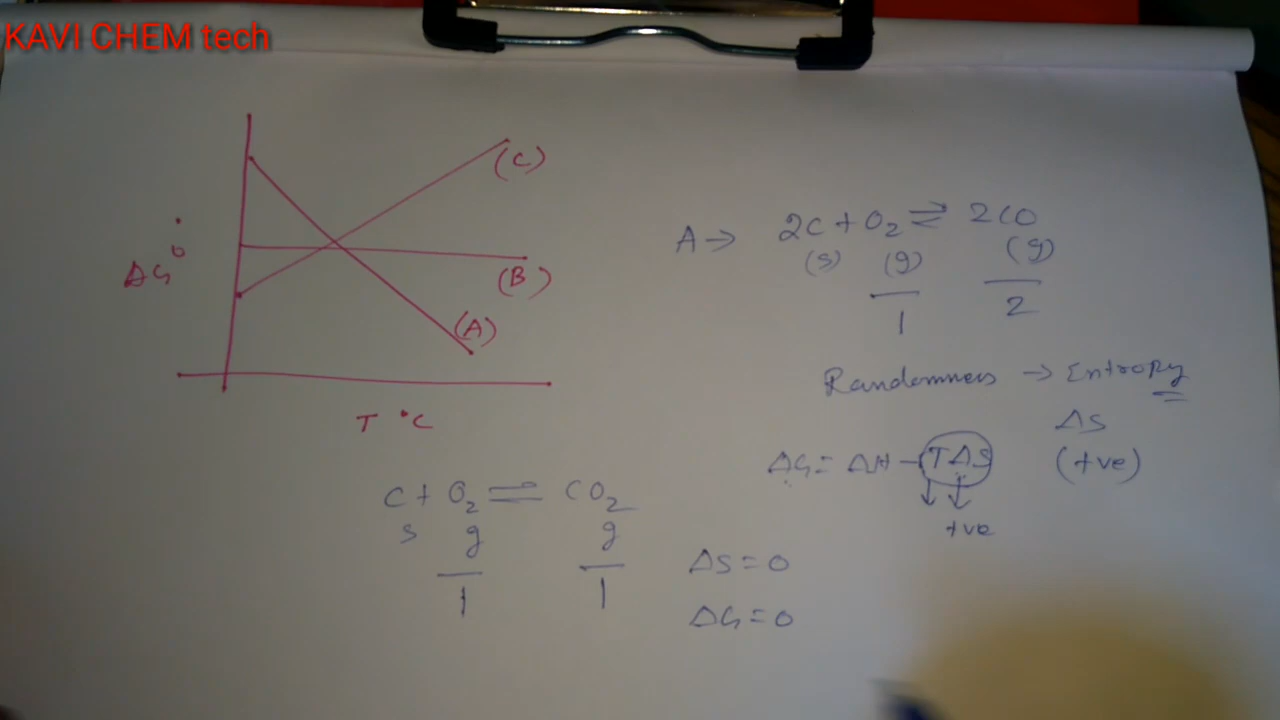 KAVI CHEM tech
(C)
ΔG°
(B)
(A)
T °C
A → 2C + O₂ ⇌ 2CO
(s) (g) (g)
1 2
Randomness → Entropy
ΔS
ΔG = ΔH - TΔS (+ve)
+ve
C + O₂ ⇌ CO₂
s g g
1 1
ΔS = 0
ΔG = 0